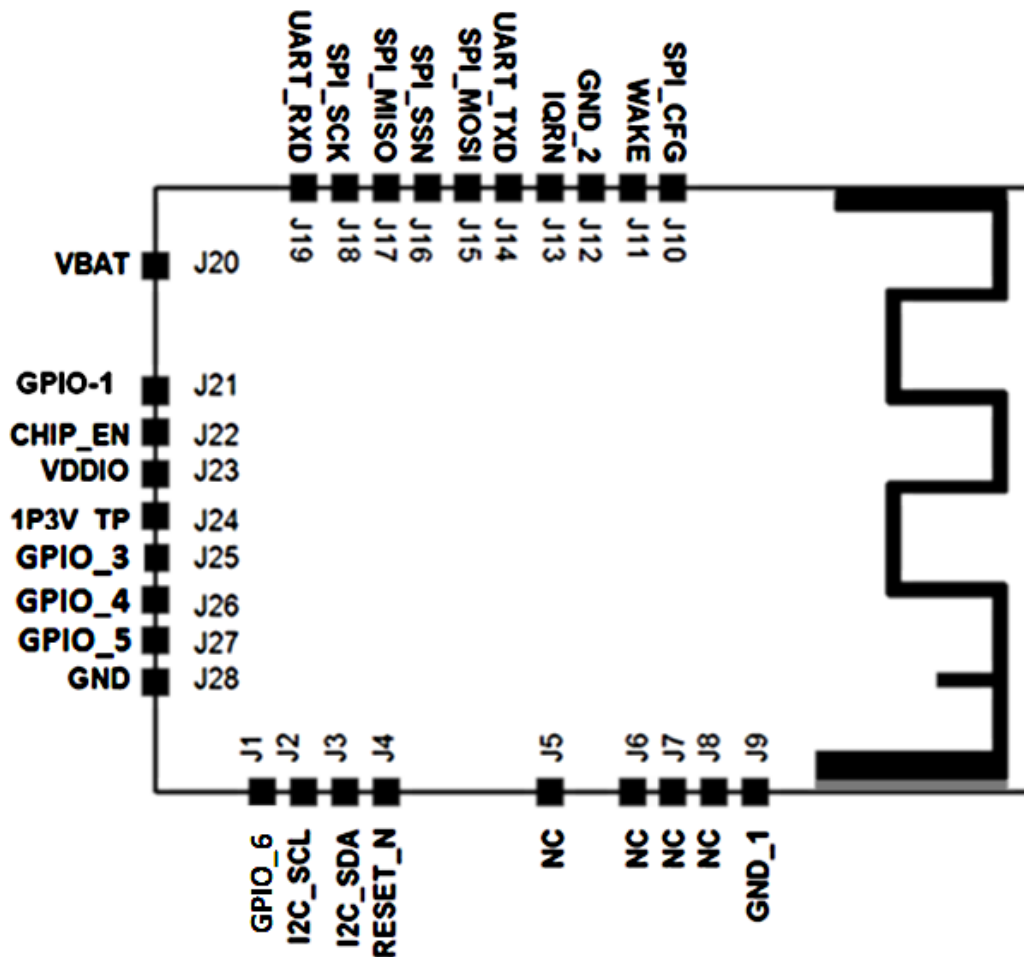 UART_RXD
SPI_SCK
SPI_MISO
SPI_SSN
SPI_MOSI
UART_TXD
IQRN
GND_2
WAKE
SPI_CFG
J19
J18
J17
J16
J15
J14
J13
J12
J11
J10
VBAT J20
GPIO-1 J21
CHIP_EN J22
VDDIO J23
1P3V TP J24
GPIO_3 J25
GPIO_4 J26
GPIO_5 J27
GND J28
J1
J2
J3
J4
J5
J6
J7
J8
J9
GPIO_6
I2C_SCL
I2C_SDA
RESET_N
NC
NC
NC
NC
GND_1